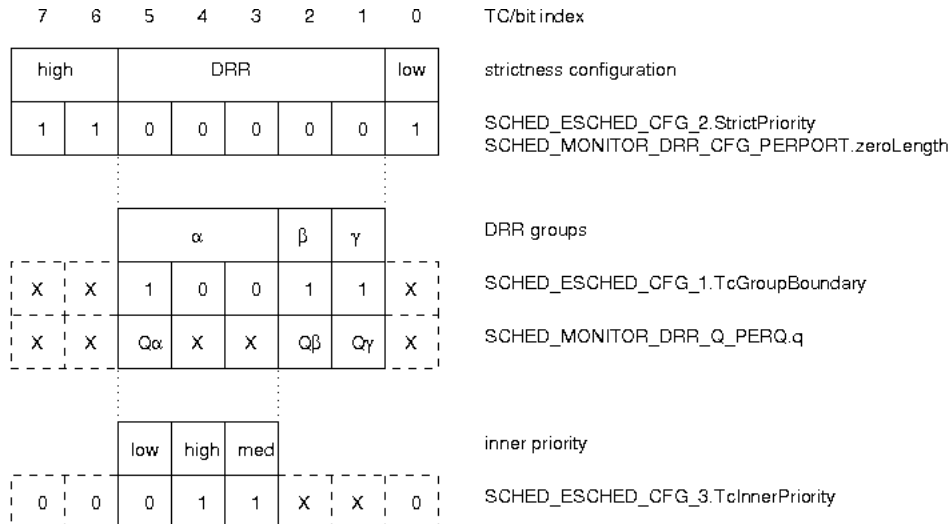 7 6 5 4 3 2 1 0 TC/bit index
high DRR low strictness configuration
1 1 0 0 0 0 0 1 SCHED_ESCHED_CFG_2.StrictPriority
SCHED_MONITOR_DRR_CFG_PERPORT.zeroLength
α β γ DRR groups
X X 1 0 0 1 1 X SCHED_ESCHED_CFG_1.TcGroupBoundary
X X Qα X X Qβ Qγ X SCHED_MONITOR_DRR_Q_PERQ.q
low high med inner priority
0 0 0 1 1 X X 0 SCHED_ESCHED_CFG_3.TcInnerPriority